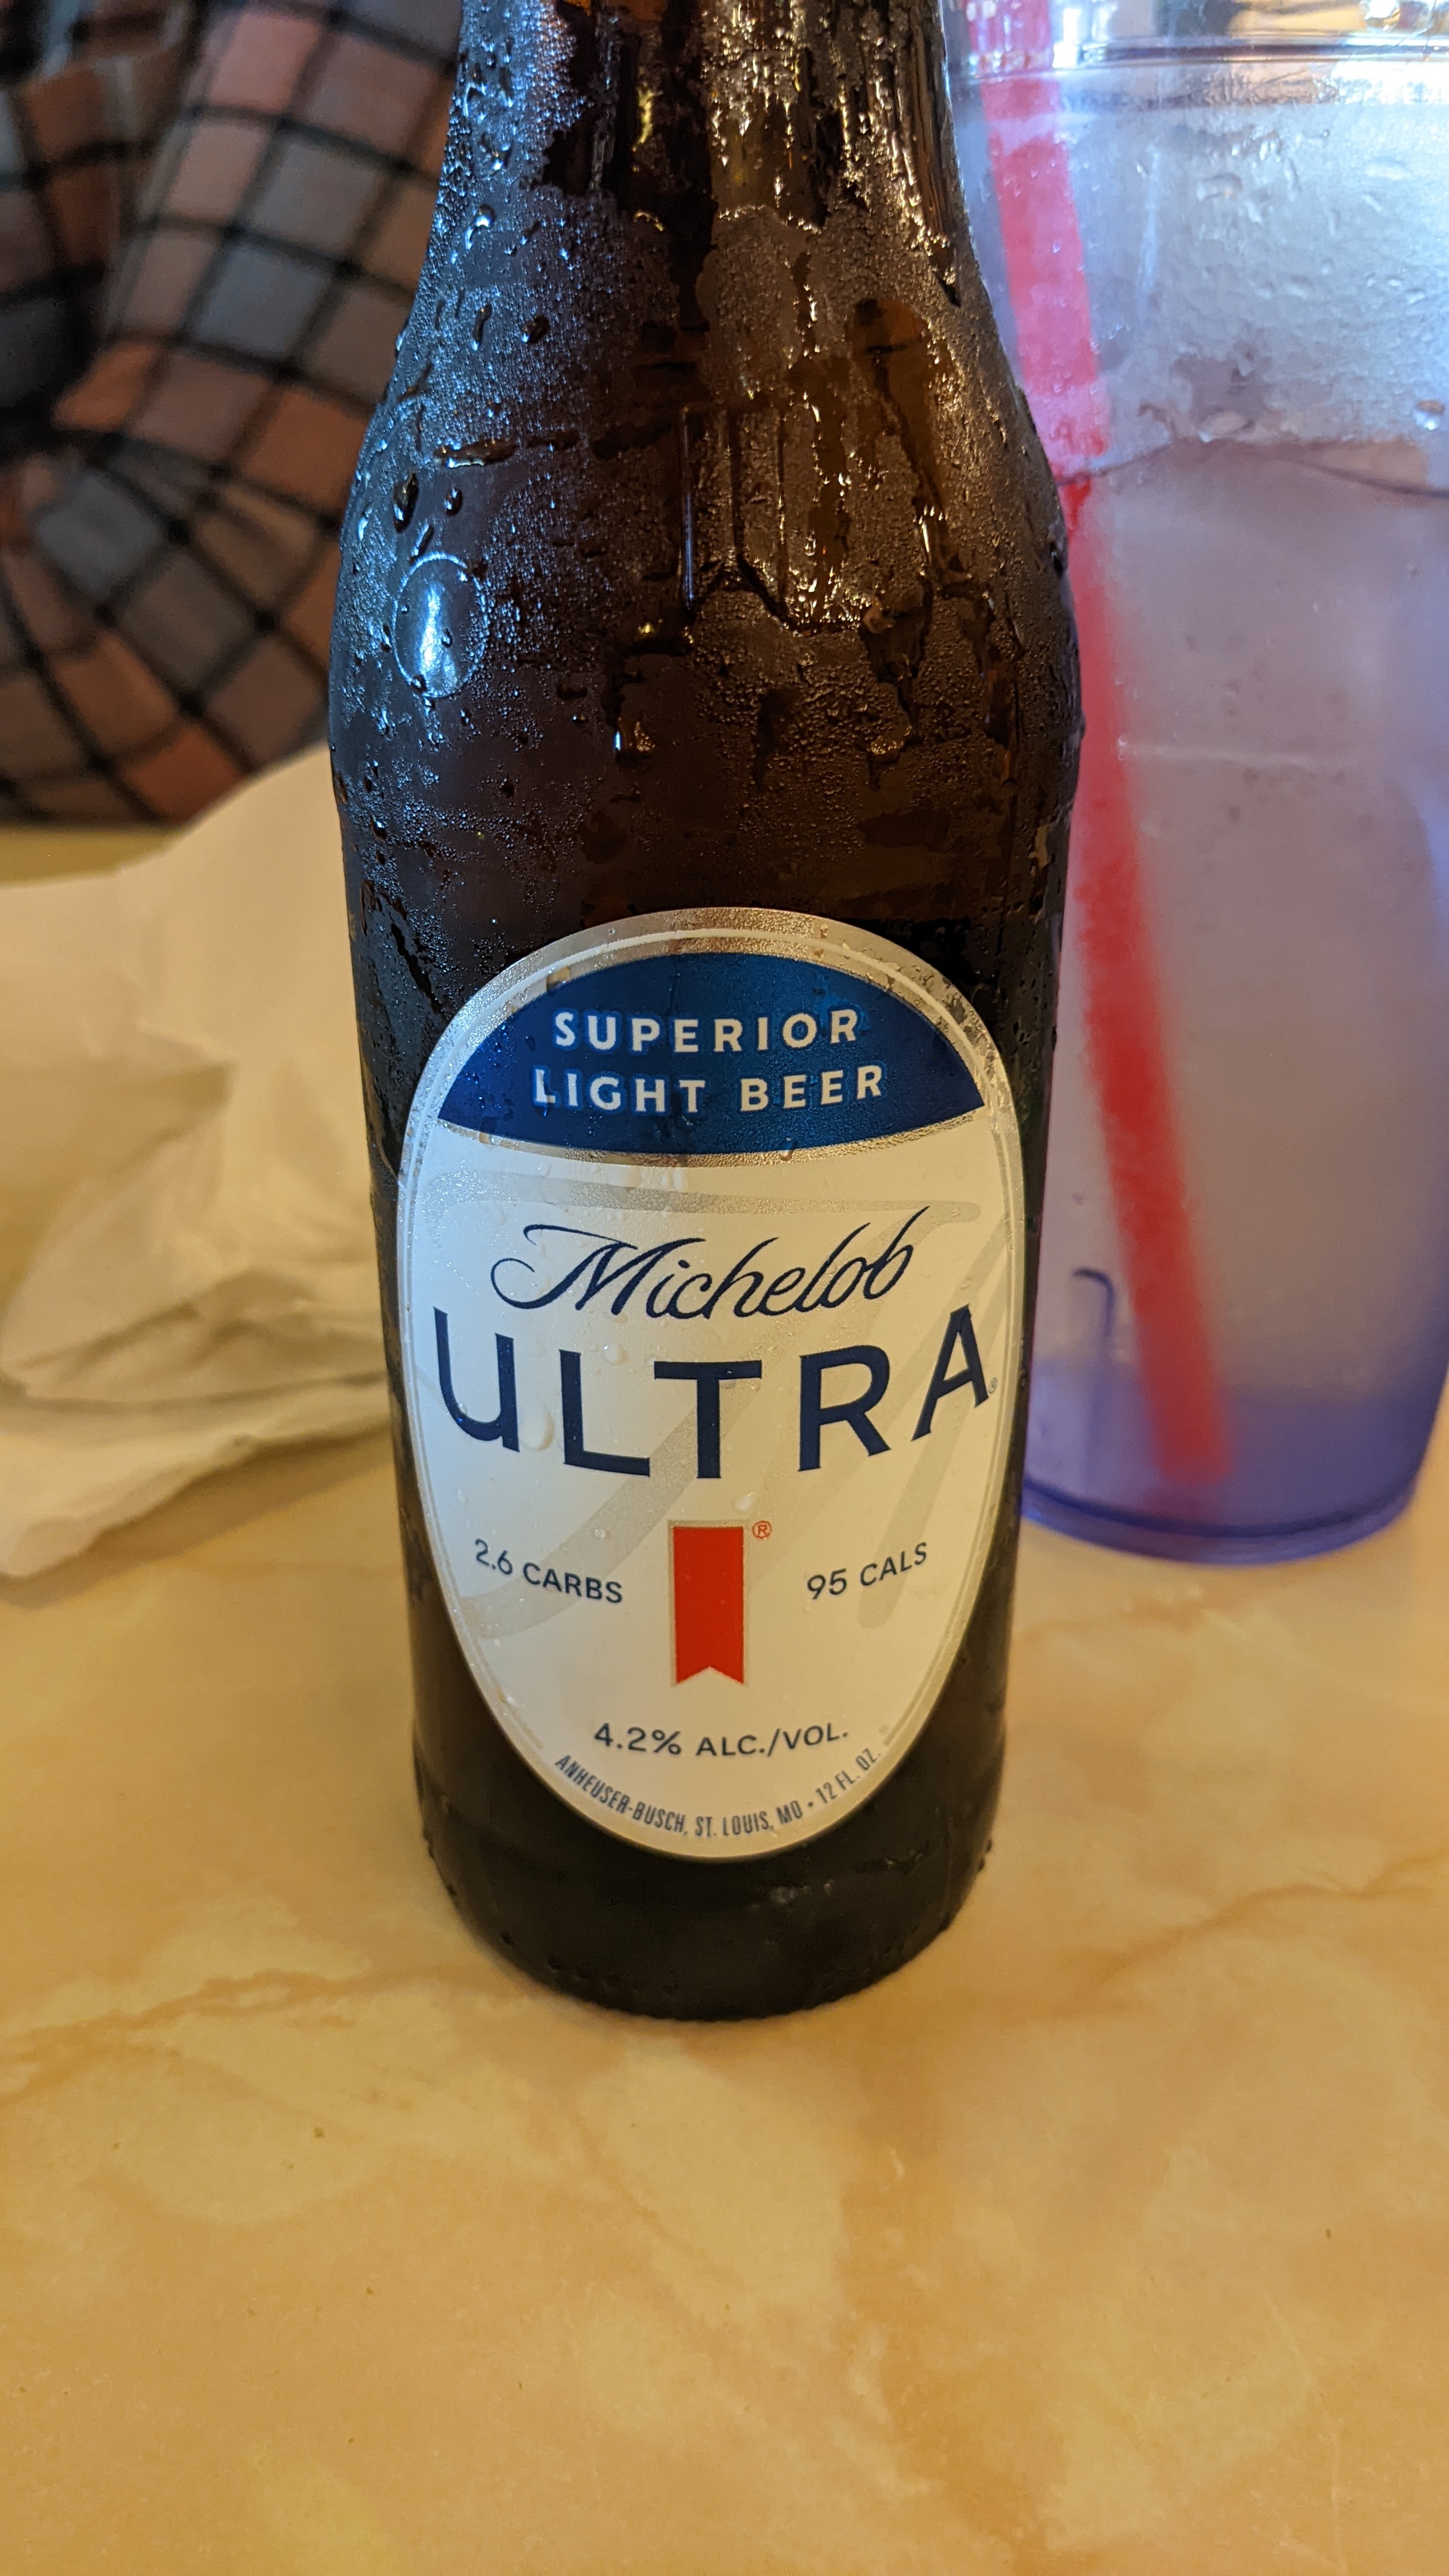 SUPERIOR
LIGHT BEER
Michelob
ULTRA®
®
2.6 CARBS 95 CALS
4.2% ALC./VOL.
ANHEUSER-BUSCH, ST. LOUIS, MO • 12 FL. OZ.